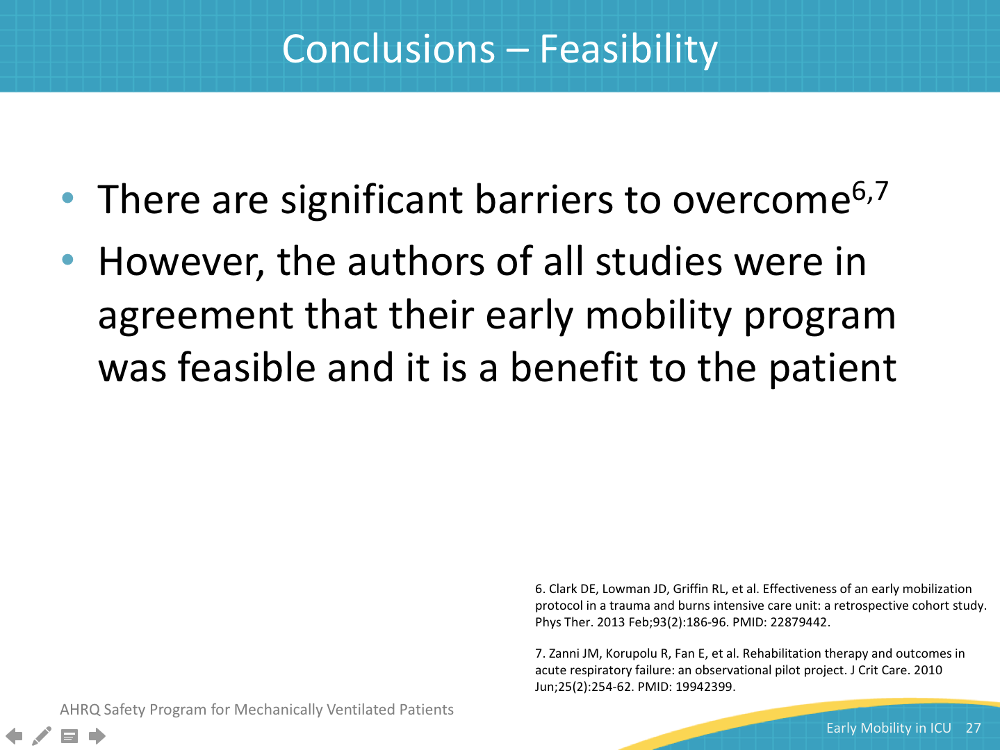 Conclusions – Feasibility
• There are significant barriers to overcome6,7
• However, the authors of all studies were in
agreement that their early mobility program
was feasible and it is a benefit to the patient
6. Clark DE, Lowman JD, Griffin RL, et al. Effectiveness of an early mobilization
protocol in a trauma and burns intensive care unit: a retrospective cohort study.
Phys Ther. 2013 Feb;93(2):186-96. PMID: 22879442.
7. Zanni JM, Korupolu R, Fan E, et al. Rehabilitation therapy and outcomes in
acute respiratory failure: an observational pilot project. J Crit Care. 2010
Jun;25(2):254-62. PMID: 19942399.
AHRQ Safety Program for Mechanically Ventilated Patients
Early Mobility in ICU 27